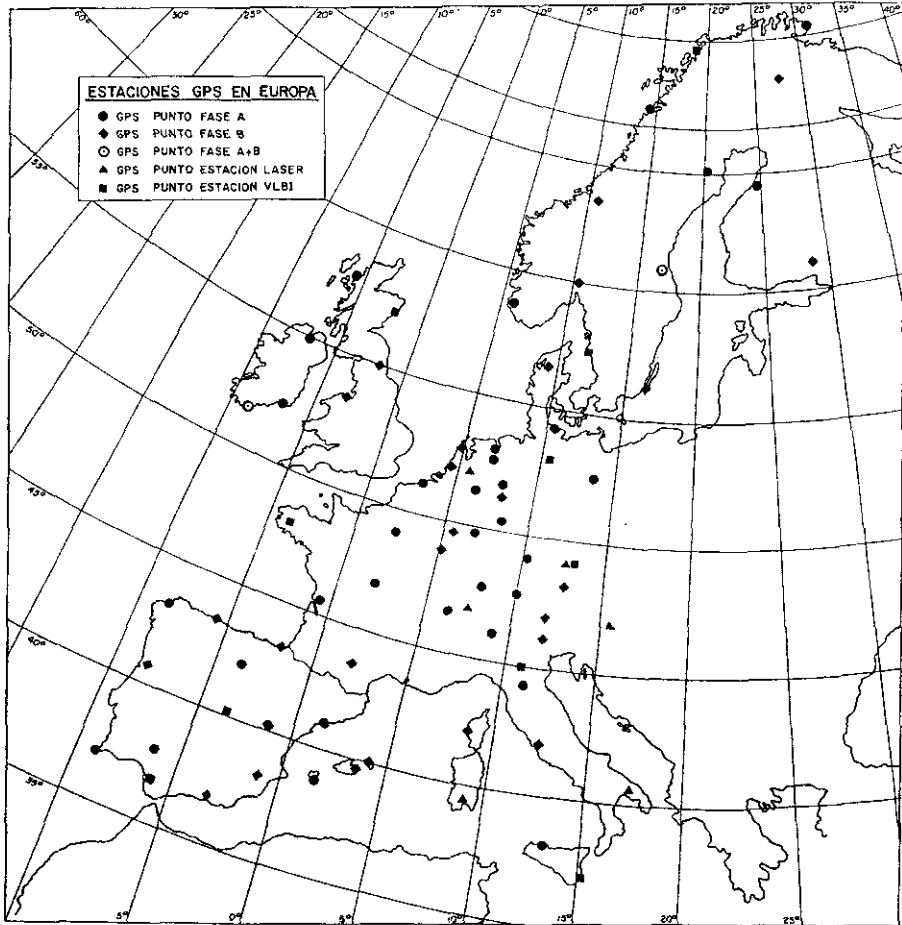 60° 30° 25° 20° 15° 10° 5° 0° 5° 10° 15° 20° 25° 30° 35° 40°
ESTACIONES GPS EN EUROPA
GPS PUNTO FASE A
GPS PUNTO FASE B
GPS PUNTO FASE A+B
GPS PUNTO ESTACION LASER
GPS PUNTO ESTACION VLBI
55°
50°
45°
40°
35°
5° 0° 5° 10° 15° 20° 25°